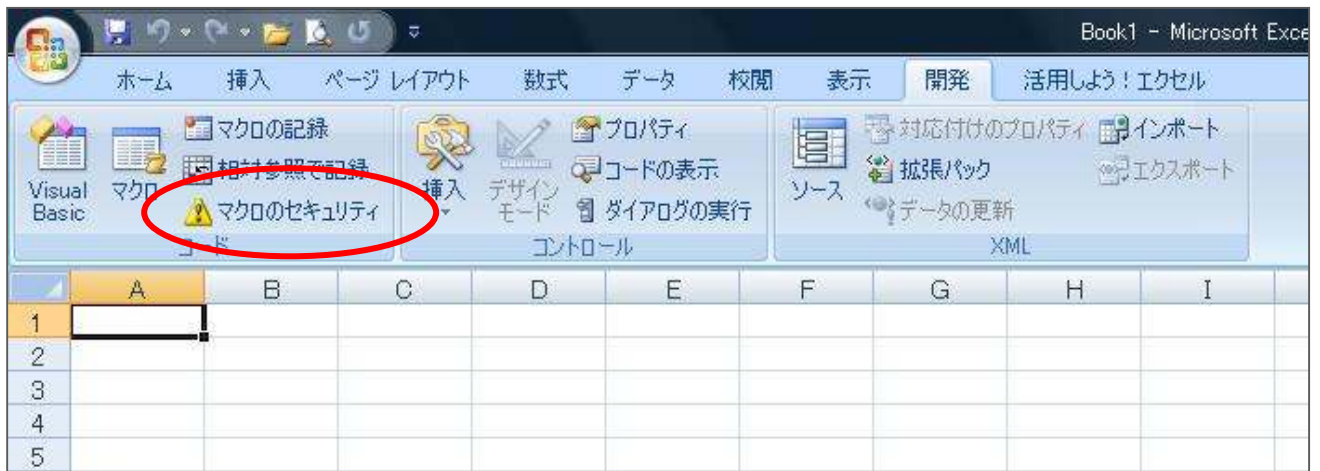 Book1 - Microsoft Exce
ホーム 挿入 ページ レイアウト 数式 データ 校閲 表示 開発 活用しよう！エクセル
マクロの記録 プロパティ 対応付けのプロパティ インポート
相対参照で記録 コードの表示 拡張パック エクスポート
Visual Basic マクロ マクロのセキュリティ 挿入 デザイン モード ダイアログの実行 ソース データの更新
コード コントロール XML
A B C D E F G H I
1
2
3
4
5